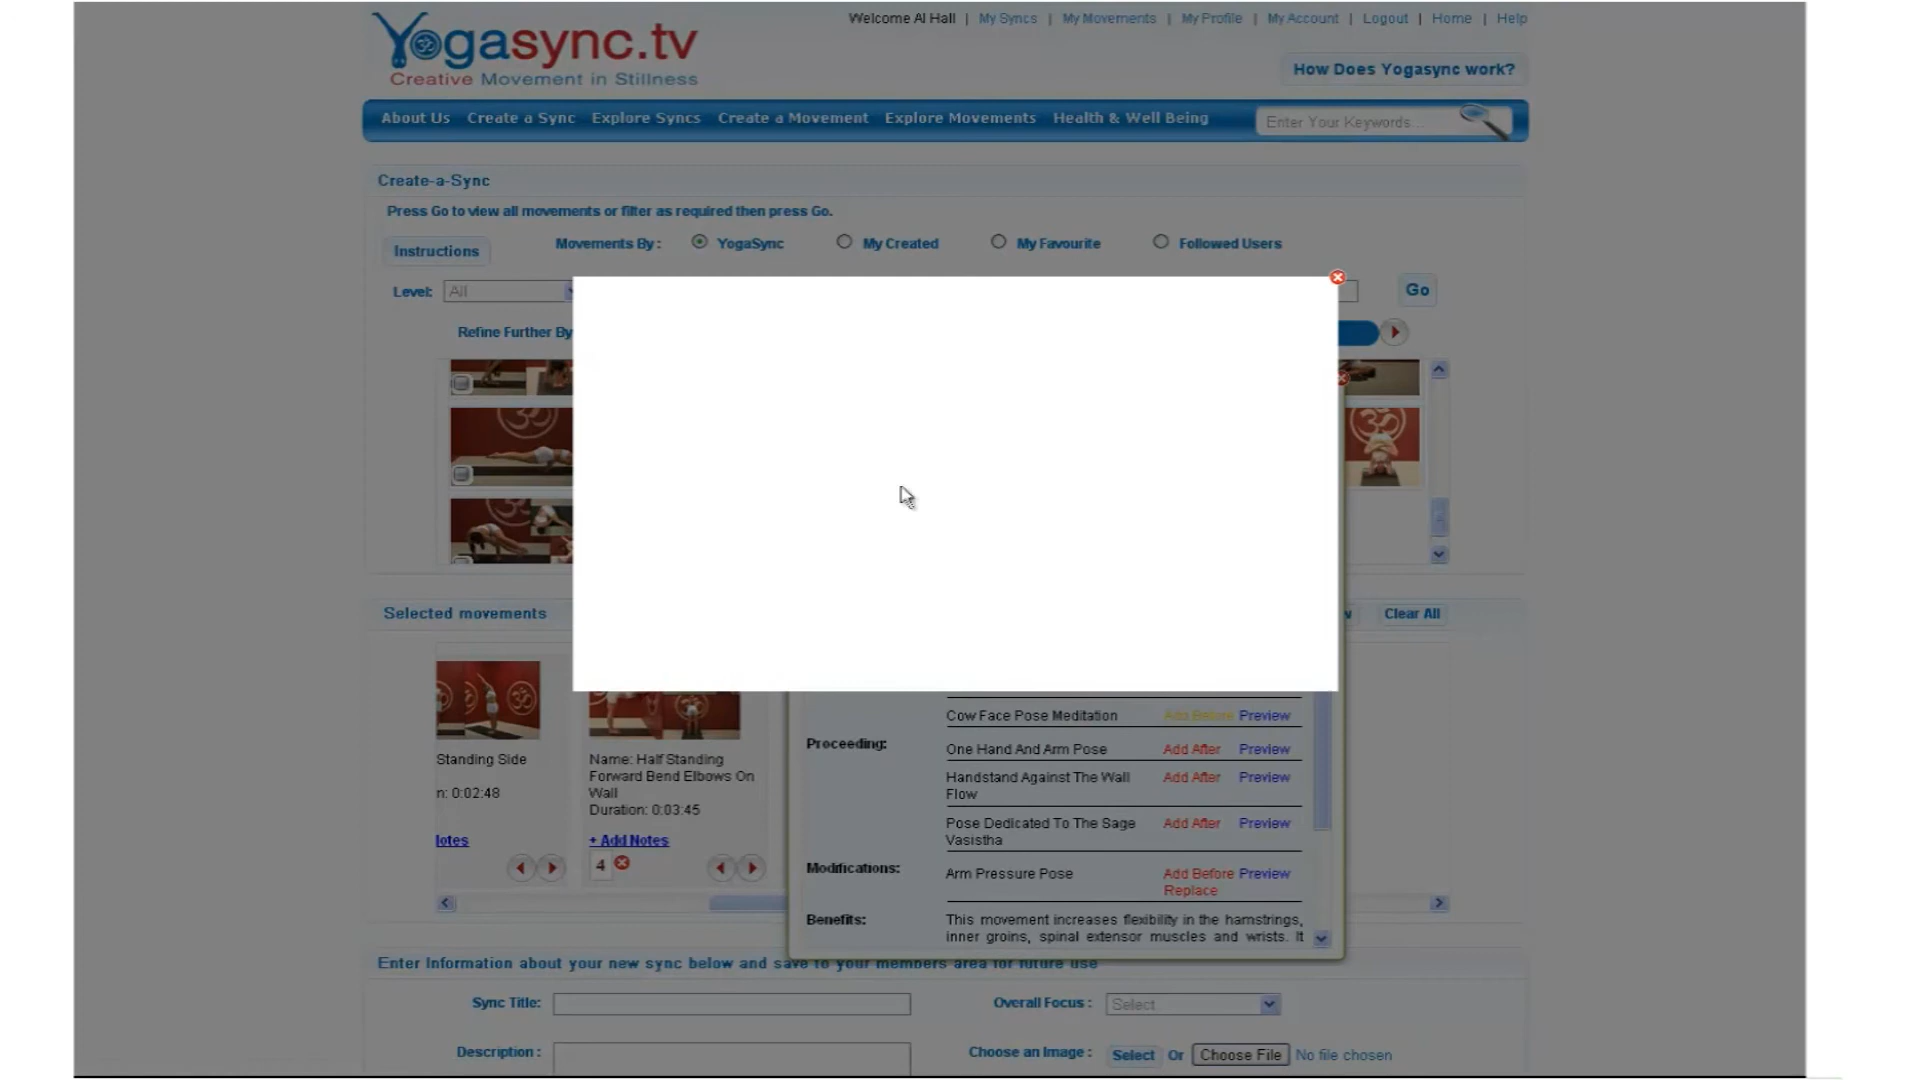 Yogasync.tv
Creative Movement in Stillness
Welcome Al Hall | My Syncs | My Movements | My Profile | My Account | Logout | Home | Help
How Does Yogasync work?
About Us Create a Sync Explore Syncs Create a Movement Explore Movements Health & Well Being
Enter Your Keywords...
Create-a-Sync
Press Go to view all movements or filter as required then press Go.
Instructions
Movements By : YogaSync My Created My Favourite Followed Users
Level: All
Go
Refine Further By
Selected movements
Clear All
Standing Side
n: 0:02:48
lotes
Name: Half Standing
Forward Bend Elbows On
Wall
Duration: 0:03:45
+ Add Notes
4
Cow Face Pose Meditation Add Before Preview
Proceeding:
One Hand And Arm Pose Add After Preview
Handstand Against The Wall Add After Preview
Flow
Pose Dedicated To The Sage Add After Preview
Vasistha
Modifications:
Arm Pressure Pose Add Before Preview
Replace
Benefits:
This movement increases flexibility in the hamstrings,
inner groins, spinal extensor muscles and wrists. It
Enter Information about your new sync below and save to your members area for future use
Sync Title:
Overall Focus : Select
Description :
Choose an Image : Select Or Choose File No file chosen